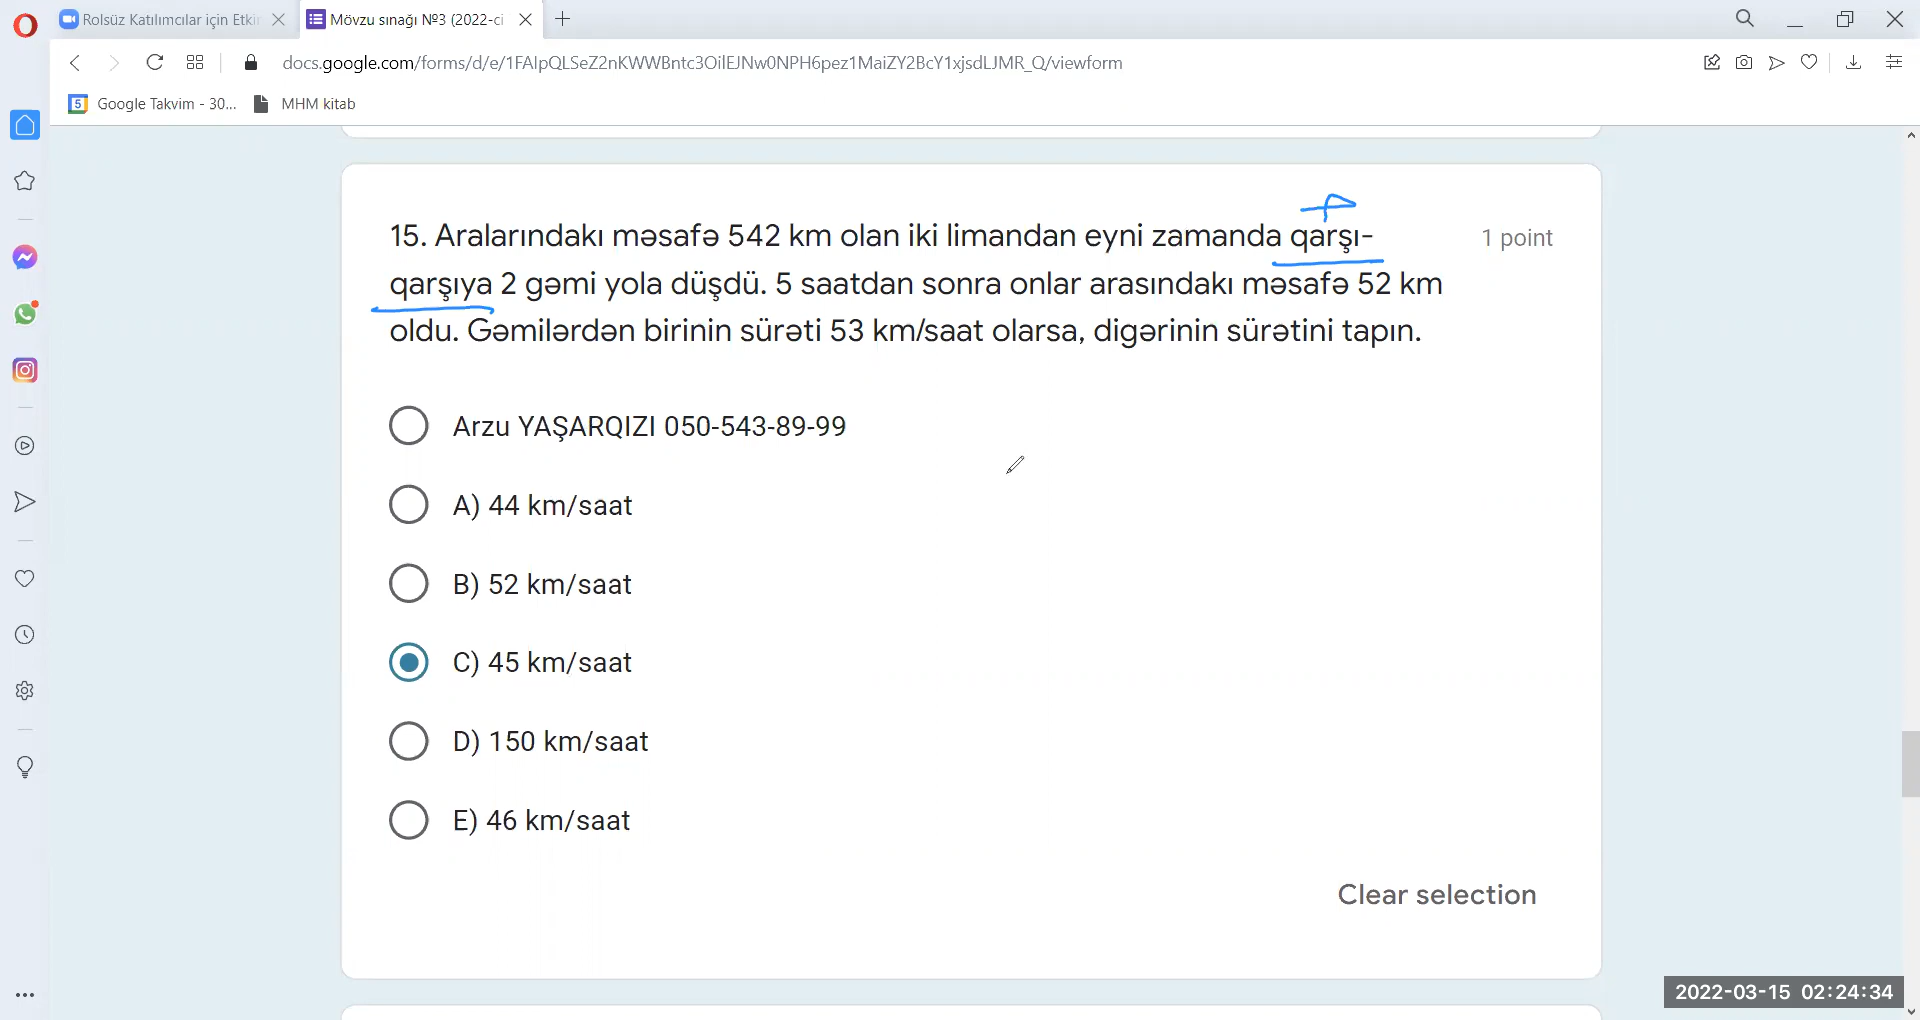 Rolsüz Katılımcılar için Etkin
Mövzu sınağı №3 (2022-ci
docs.google.com/forms/d/e/1FAIpQLSeZ2nKWWBntc3OilEJNw0NPH6pez1MaiZY2BcY1xjsdLJMR_Q/viewform
5 Google Takvim - 30...
MHM kitab
15. Aralarındakı məsafə 542 km olan iki limandan eyni zamanda qarşı-
1 point
qarşıya 2 gəmi yola düşdü. 5 saatdan sonra onlar arasındakı məsafə 52 km
oldu. Gəmilərdən birinin sürəti 53 km/saat olarsa, digərinin sürətini tapın.
Arzu YAŞARQIZI 050-543-89-99
A) 44 km/saat
B) 52 km/saat
C) 45 km/saat
D) 150 km/saat
E) 46 km/saat
Clear selection
2022-03-15 02:24:34